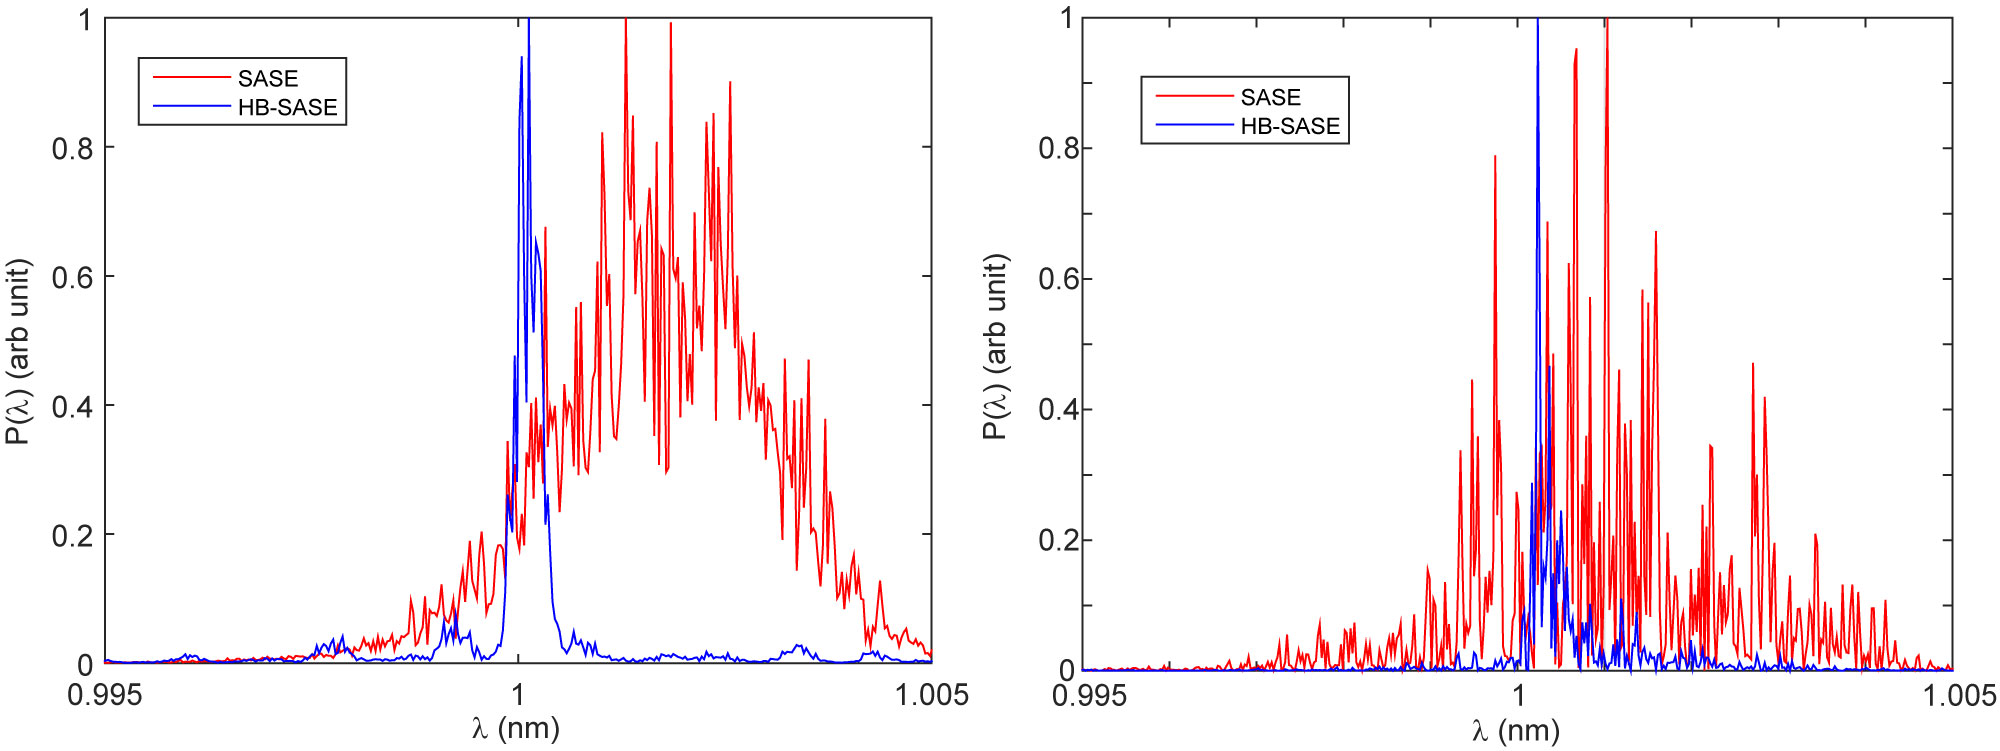 1
0.8
0.6
0.4
0.2
0
P(λ) (arb unit)
SASE
HB-SASE
0.995
1
1.005
λ (nm)
1
0.8
0.6
0.4
0.2
0
P(λ) (arb unit)
SASE
HB-SASE
0.995
1
1.005
λ (nm)